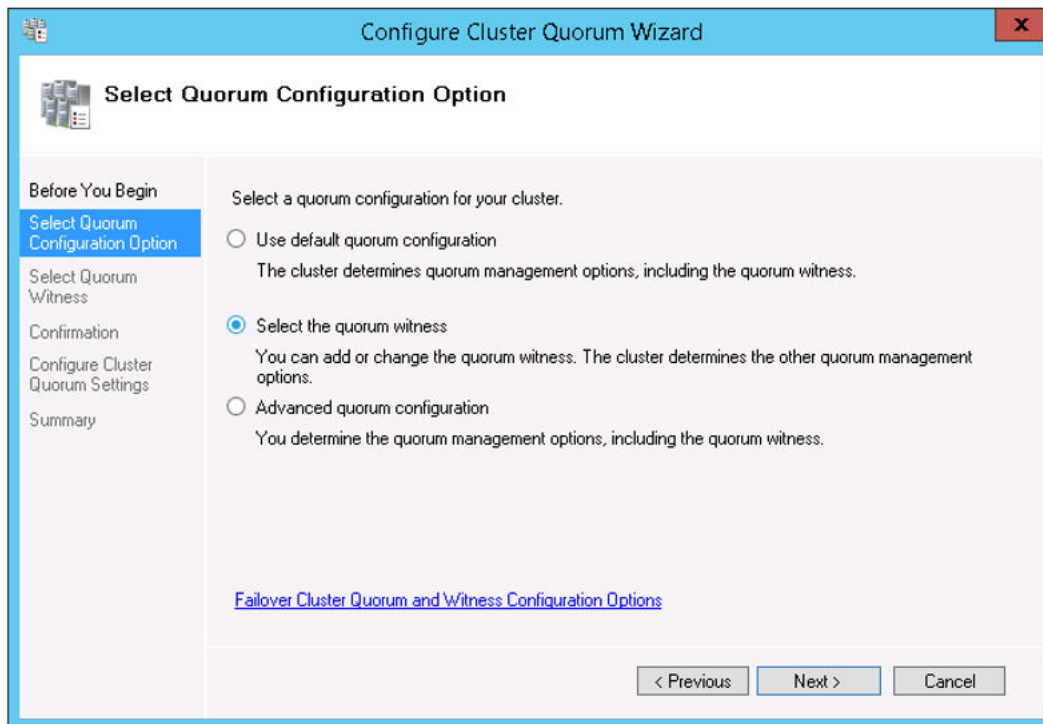 Configure Cluster Quorum Wizard
x
Select Quorum Configuration Option
Before You Begin
Select Quorum
Configuration Option
Select Quorum
Witness
Confirmation
Configure Cluster
Quorum Settings
Summary
Select a quorum configuration for your cluster.
Use default quorum configuration
The cluster determines quorum management options, including the quorum witness.
Select the quorum witness
You can add or change the quorum witness. The cluster determines the other quorum management
options.
Advanced quorum configuration
You determine the quorum management options, including the quorum witness.
Failover Cluster Quorum and Witness Configuration Options
< Previous
Next >
Cancel